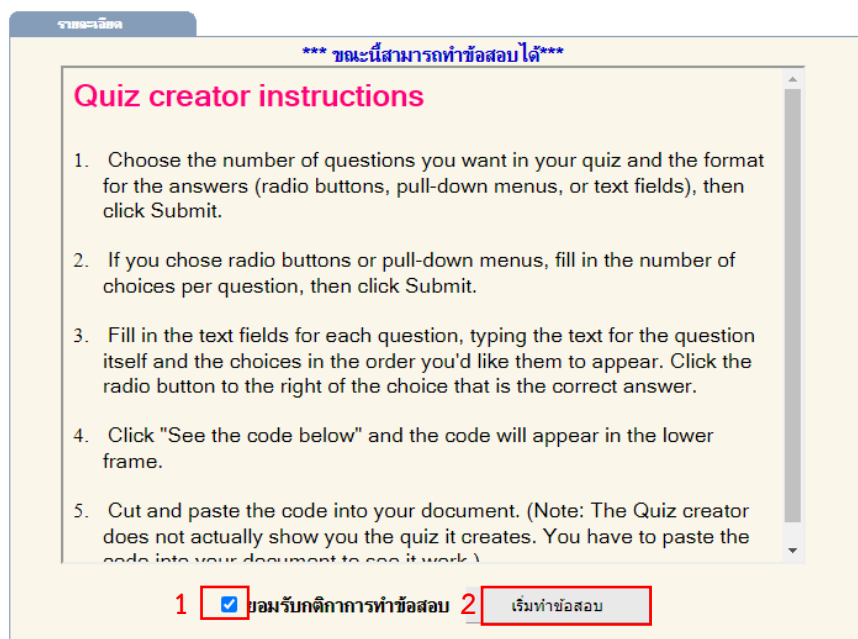 รายละเอียด
*** ขณะนี้สามารถทำข้อสอบได้***
Quiz creator instructions
1. Choose the number of questions you want in your quiz and the format
for the answers (radio buttons, pull-down menus, or text fields), then
click Submit.
2. If you chose radio buttons or pull-down menus, fill in the number of
choices per question, then click Submit.
3. Fill in the text fields for each question, typing the text for the question
itself and the choices in the order you'd like them to appear. Click the
radio button to the right of the choice that is the correct answer.
4. Click "See the code below" and the code will appear in the lower
frame.
5. Cut and paste the code into your document. (Note: The Quiz creator
does not actually show you the quiz it creates. You have to paste the
code into your document to see it work.)
1 ยอมรับกติกาการทำข้อสอบ 2 เริ่มทำข้อสอบ